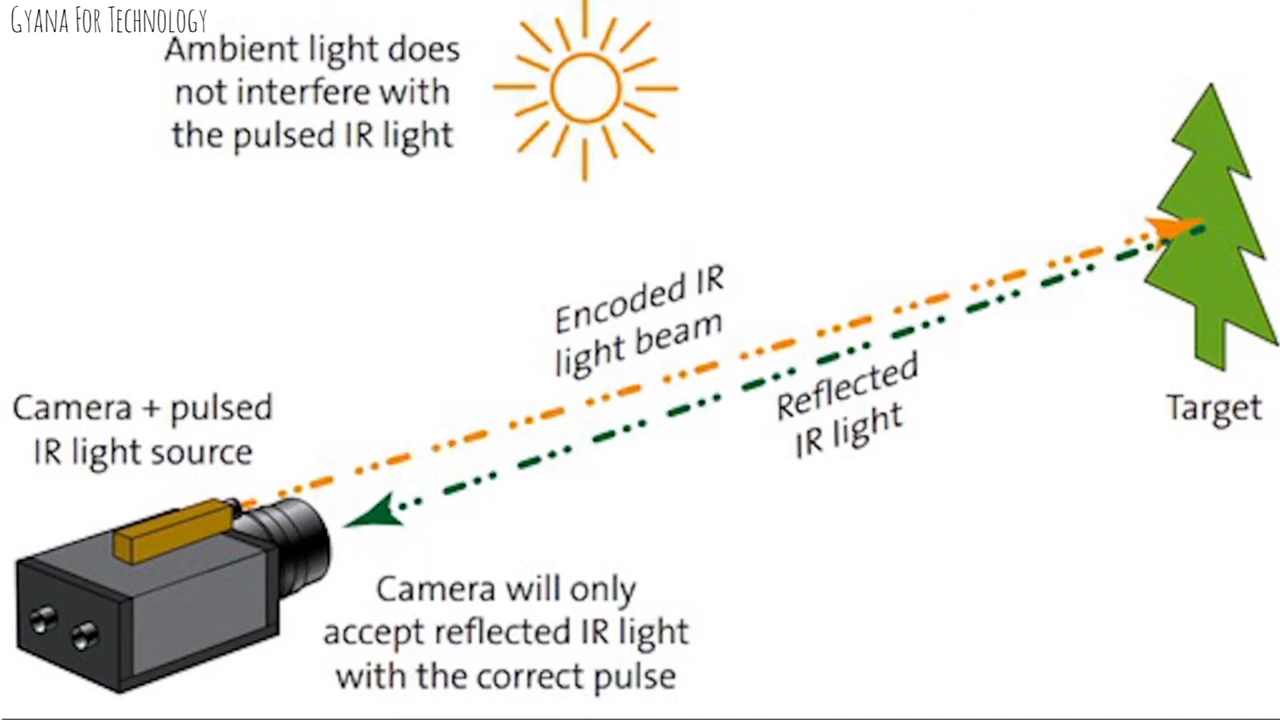 Gyana For Technology
Ambient light does
not interfere with
the pulsed IR light
Encoded IR
light beam
Reflected
IR light
Target
Camera + pulsed
IR light source
Camera will only
accept reflected IR light
with the correct pulse